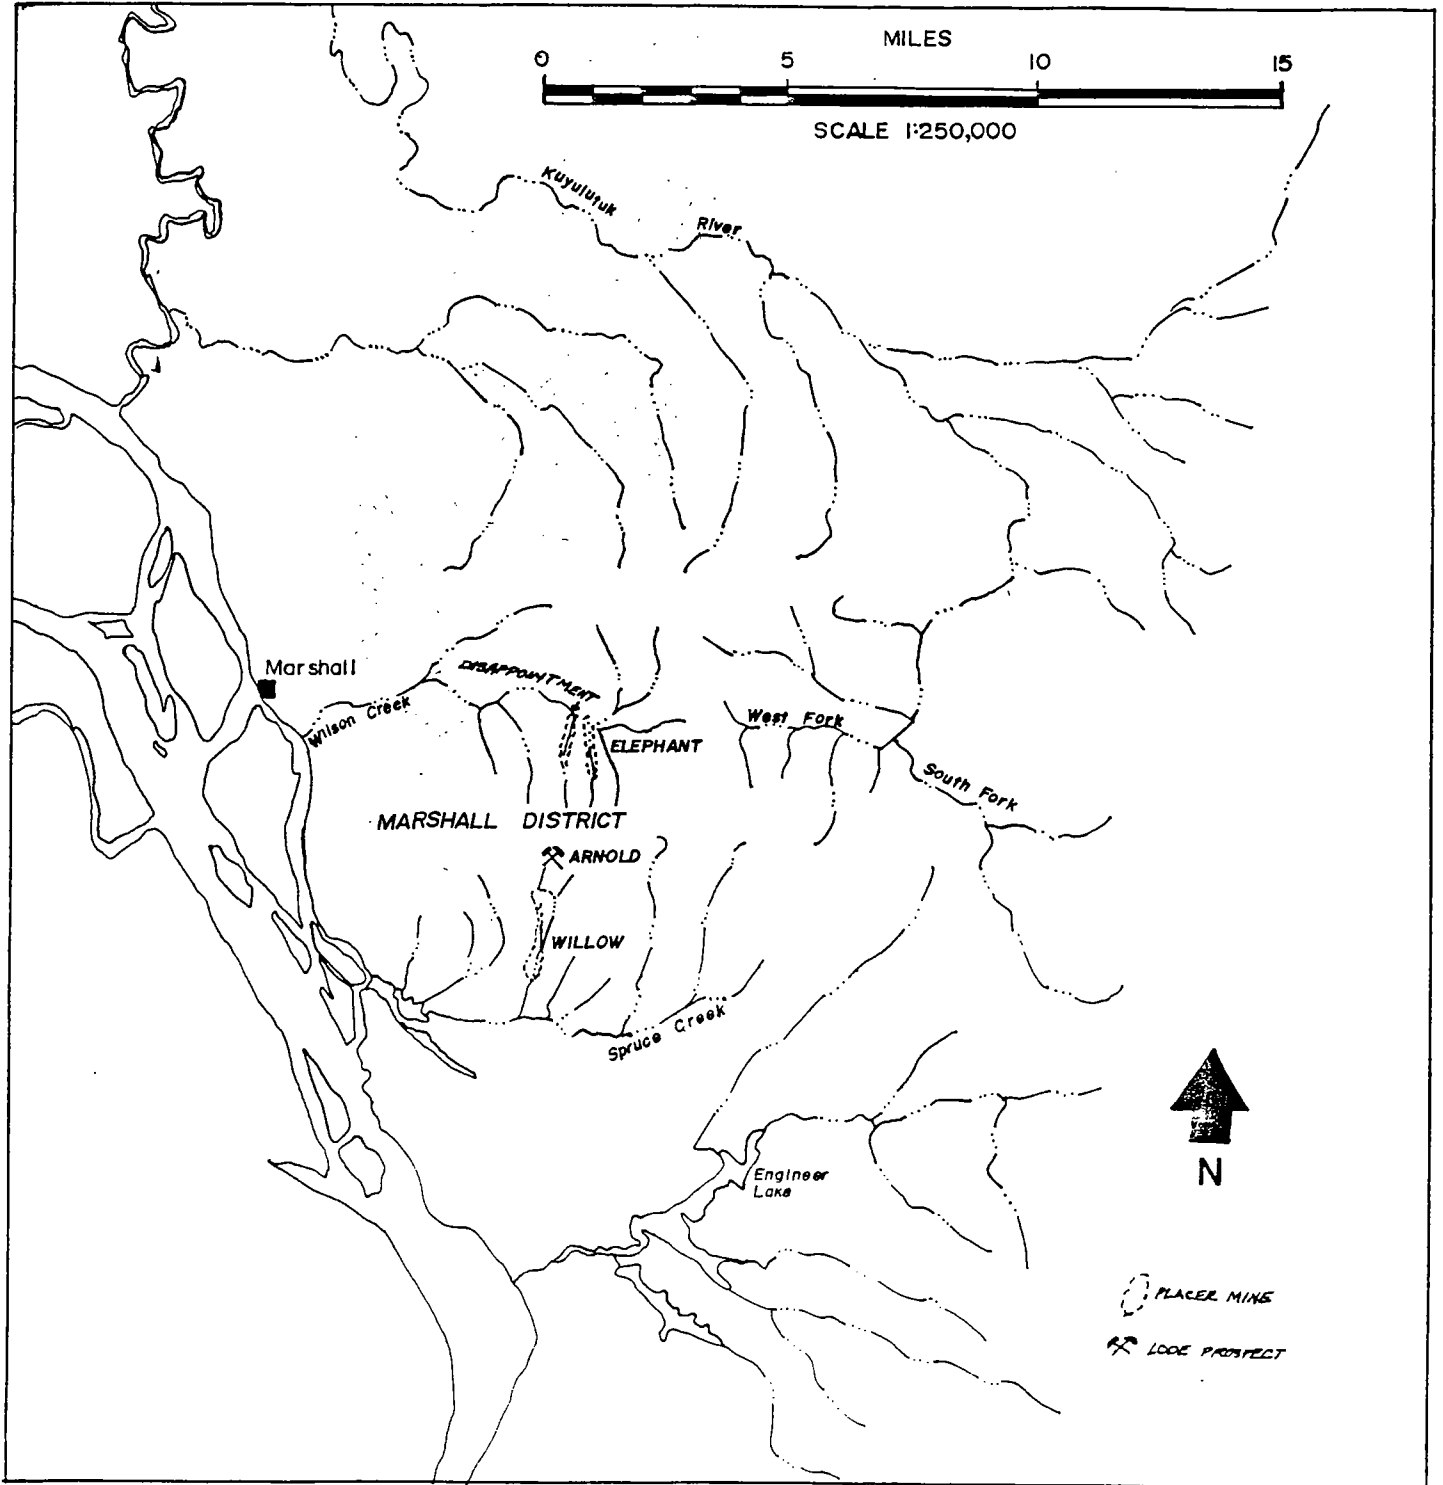 MILES
0 5 10 15
SCALE 1:250,000
Kuyulutuk
River
Marshall
DISAPPOINTMENT
Wilson Creek
West Fork
ELEPHANT
South Fork
MARSHALL DISTRICT
ARNOLD
WILLOW
Spruce Creek
Engineer
Lake
N
PLACER MINE
LODE PROSPECT